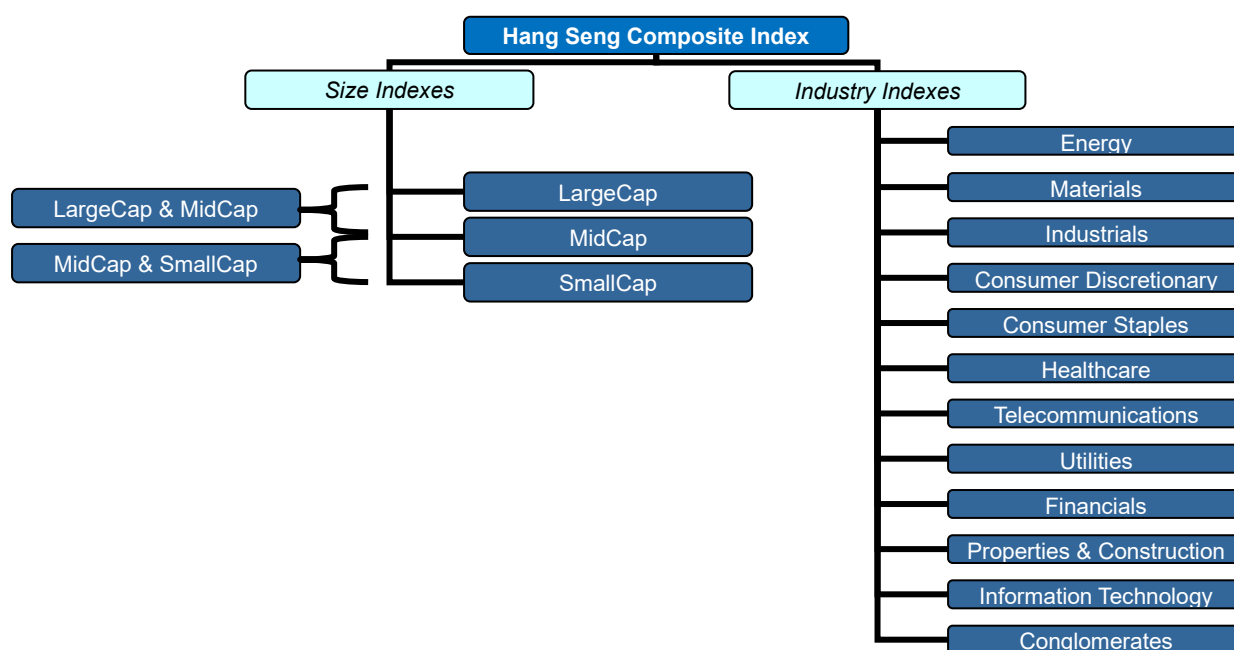 Hang Seng Composite Index
Size Indexes
Industry Indexes
LargeCap & MidCap
MidCap & SmallCap
LargeCap
MidCap
SmallCap
Energy
Materials
Industrials
Consumer Discretionary
Consumer Staples
Healthcare
Telecommunications
Utilities
Financials
Properties & Construction
Information Technology
Conglomerates